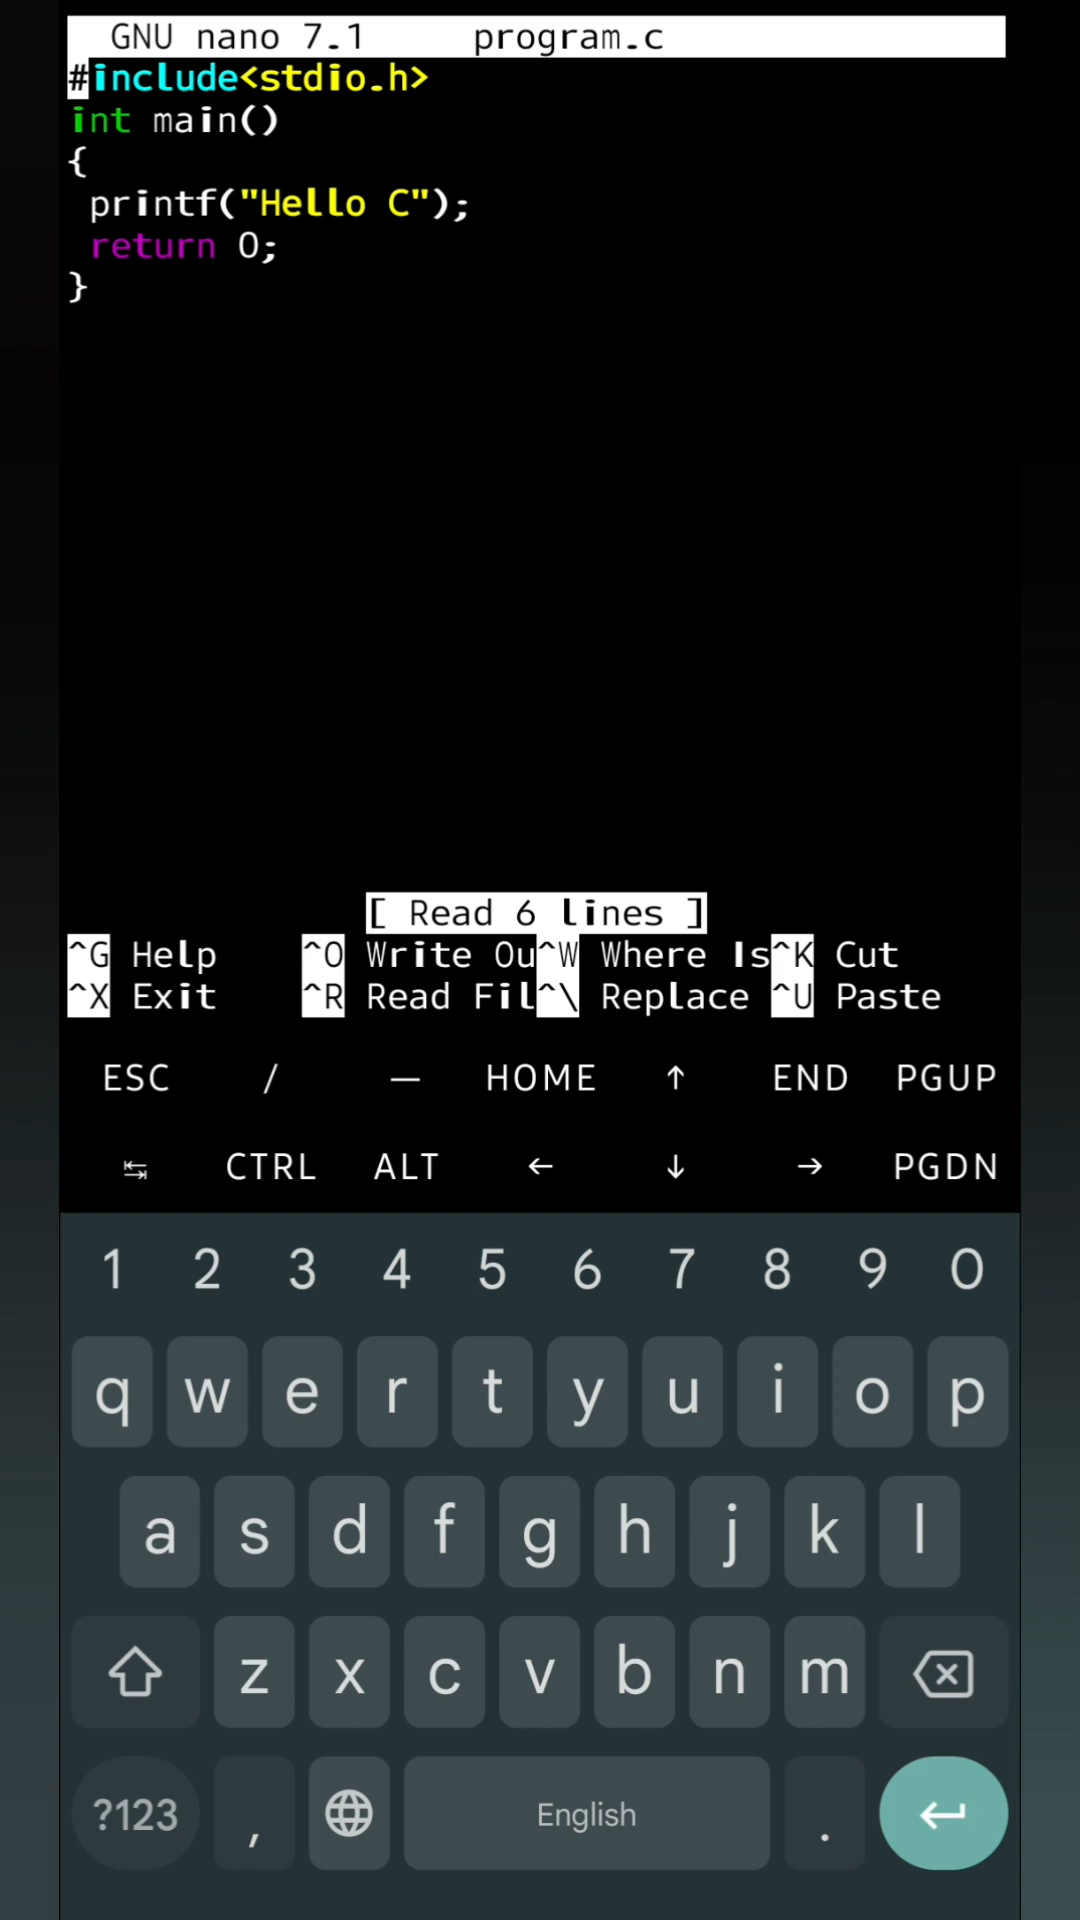 GNU nano 7.1 program.c
#include<stdio.h>
int main()
{
 printf("Hello C");
 return 0;
}
[ Read 6 lines ]
^G Help ^O Write Ou^W Where Is^K Cut
^X Exit ^R Read Fil^\ Replace ^U Paste
ESC / — HOME ↑ END PGUP
↹ CTRL ALT ← ↓ → PGDN
1 2 3 4 5 6 7 8 9 0
q w e r t y u i o p
a s d f g h j k l
z x c v b n m
?123 , English .